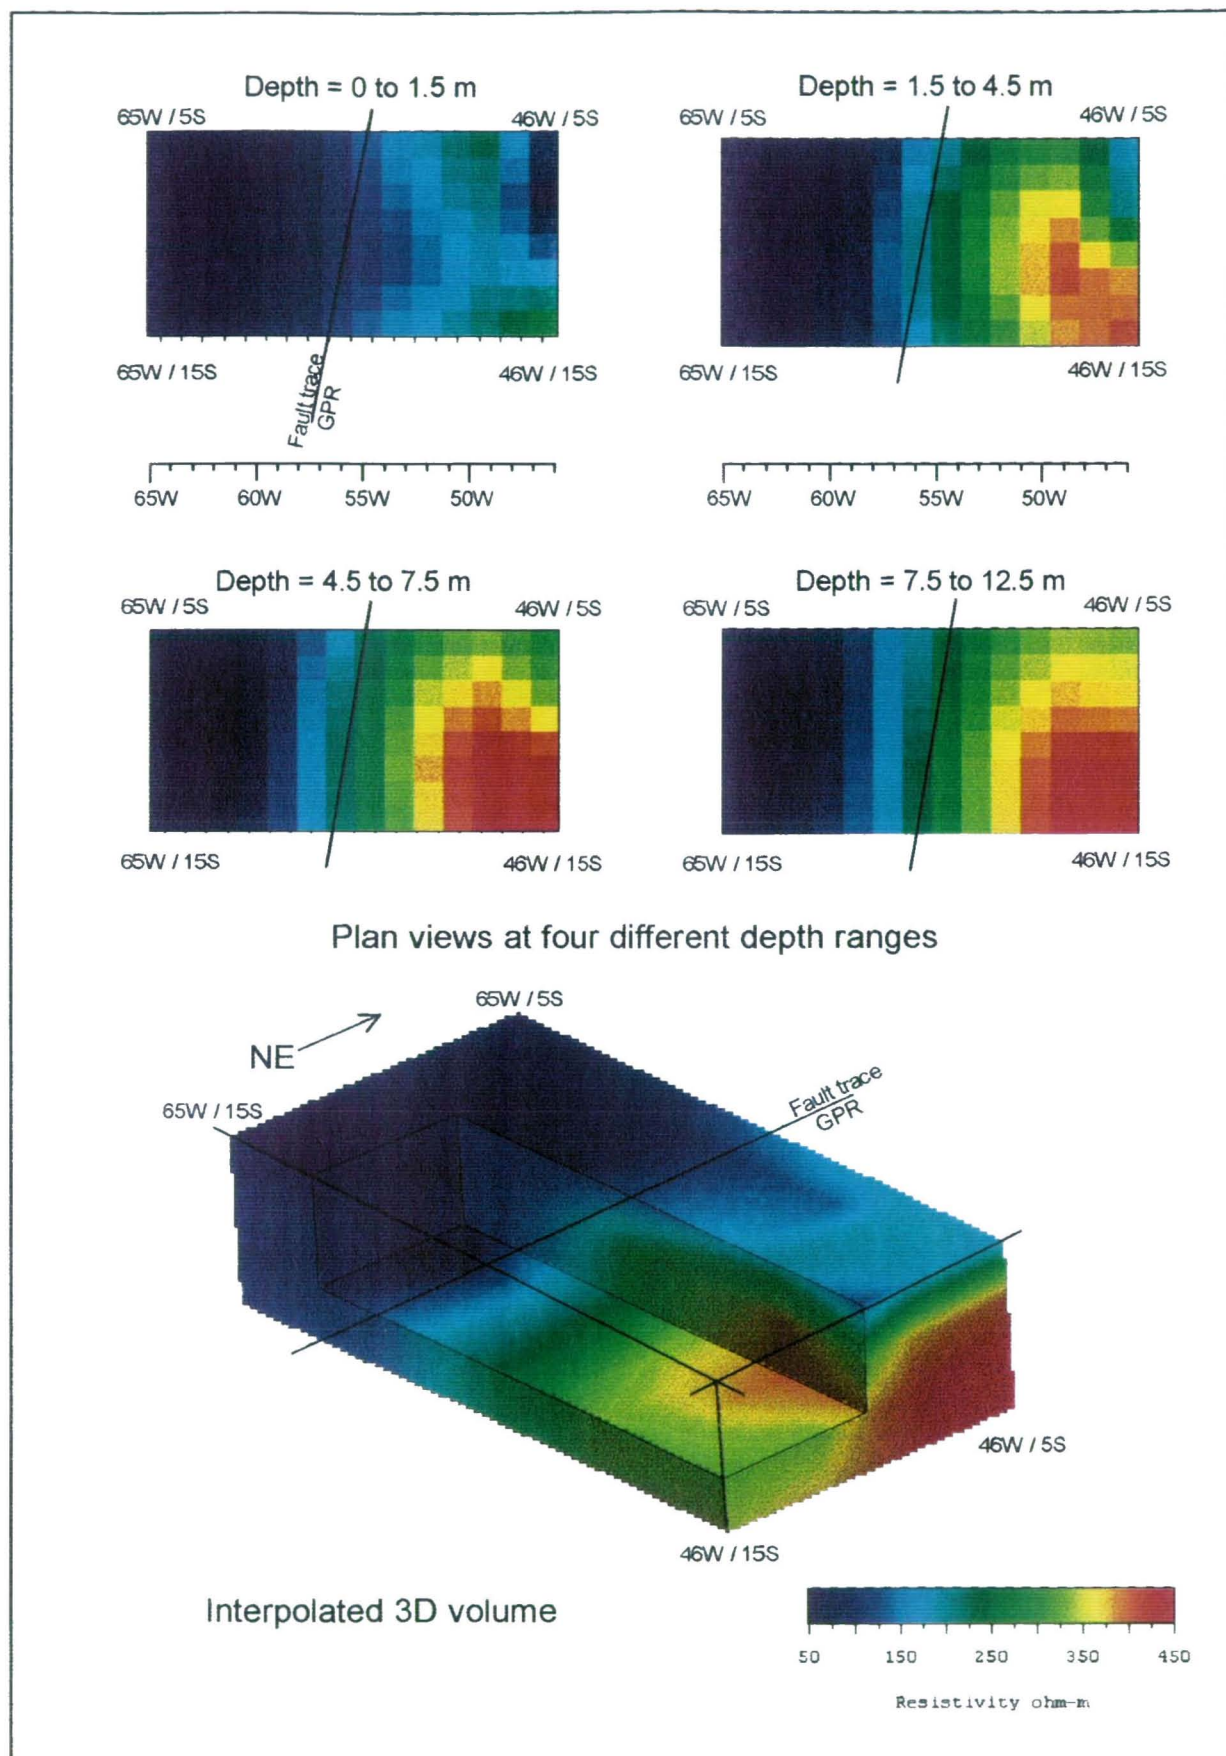 Depth = 0 to 1.5 m
65W / 5S
46W / 5S
65W / 15S
46W / 15S
Fault trace
GPR
65W 60W 55W 50W
Depth = 1.5 to 4.5 m
65W / 5S
46W / 5S
65W / 15S
46W / 15S
65W 60W 55W 50W
Depth = 4.5 to 7.5 m
65W / 5S
46W / 5S
65W / 15S
46W / 15S
Depth = 7.5 to 12.5 m
65W / 5S
46W / 5S
65W / 15S
46W / 15S
Plan views at four different depth ranges
65W / 5S
NE
65W / 15S
Fault trace
GPR
46W / 5S
46W / 15S
Interpolated 3D volume
50 150 250 350 450
Resistivity ohm-m